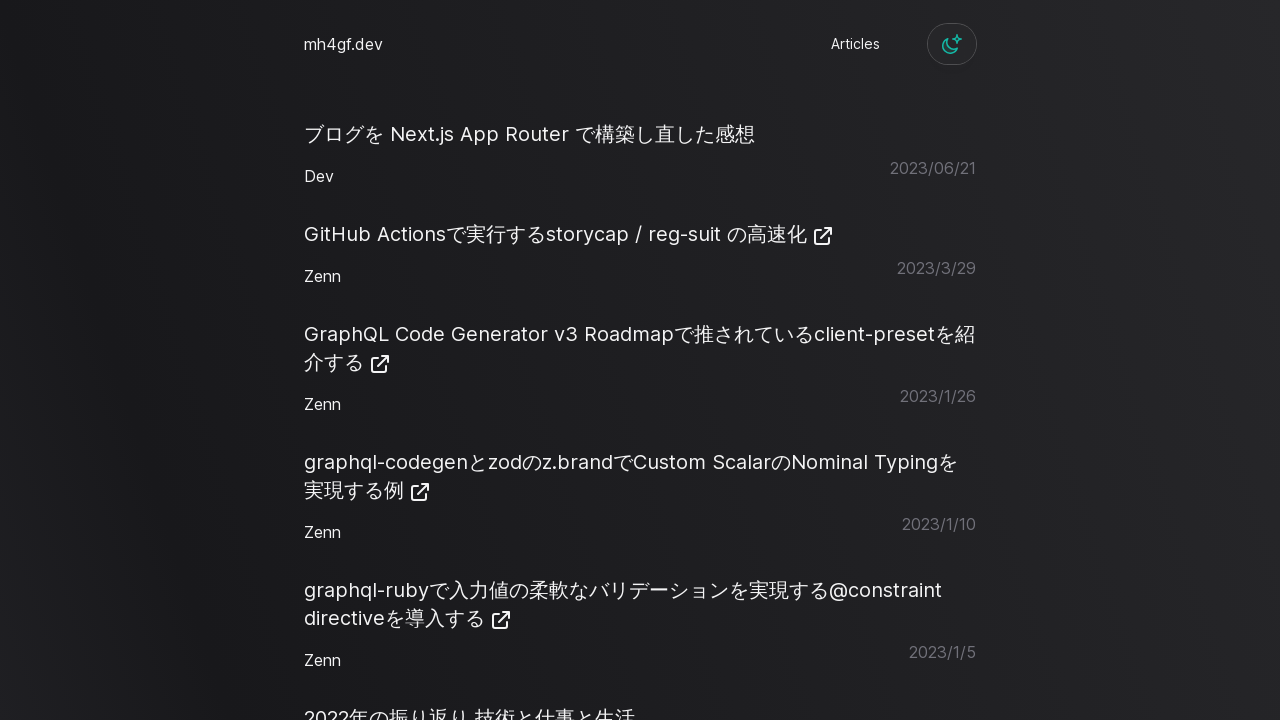 mh4gf.dev
Articles
ブログを Next.js App Router で構築し直した感想
Dev
2023/06/21
GitHub Actionsで実行するstorycap / reg-suit の高速化
Zenn
2023/3/29
GraphQL Code Generator v3 Roadmapで推されているclient-presetを紹
介する
Zenn
2023/1/26
graphql-codegenとzodのz.brandでCustom ScalarのNominal Typingを
実現する例
Zenn
2023/1/10
graphql-rubyで入力値の柔軟なバリデーションを実現する@constraint
directiveを導入する
Zenn
2023/1/5
2022年の振り返り 技術と仕事と生活